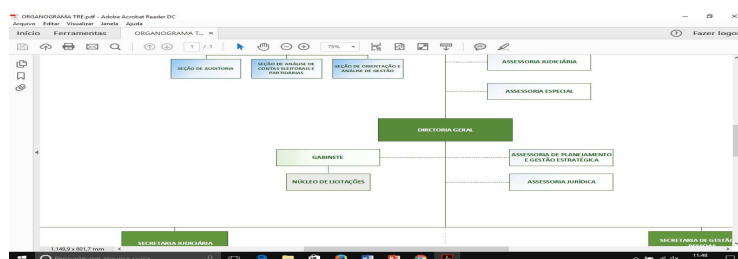 ORGANOGRAMA TRE.pdf - Adobe Acrobat Reader DC
Arquivo Editar Visualizar Janela Ajuda
Início Ferramentas ORGANOGRAMA T... ×
Fazer logo
1 / 1 75%
SEÇÃO DE AUDITORIA
SEÇÃO DE ANÁLISE DE
CONTAS ELEITORAIS E
PARTIDÁRIAS
SEÇÃO DE ORIENTAÇÃO E
ANÁLISE DE GESTÃO
ASSESSORIA JUDICIÁRIA
ASSESSORIA ESPECIAL
DIRETORIA GERAL
GABINETE
ASSESSORIA DE PLANEJAMENTO
E GESTÃO ESTRATÉGICA
NÚCLEO DE LICITAÇÕES
ASSESSORIA JURÍDICA
SECRETARIA JUDICIÁRIA
SECRETARIA DE GESTÃO
PESSOAS
1.149,9 x 801,7 mm
11:48